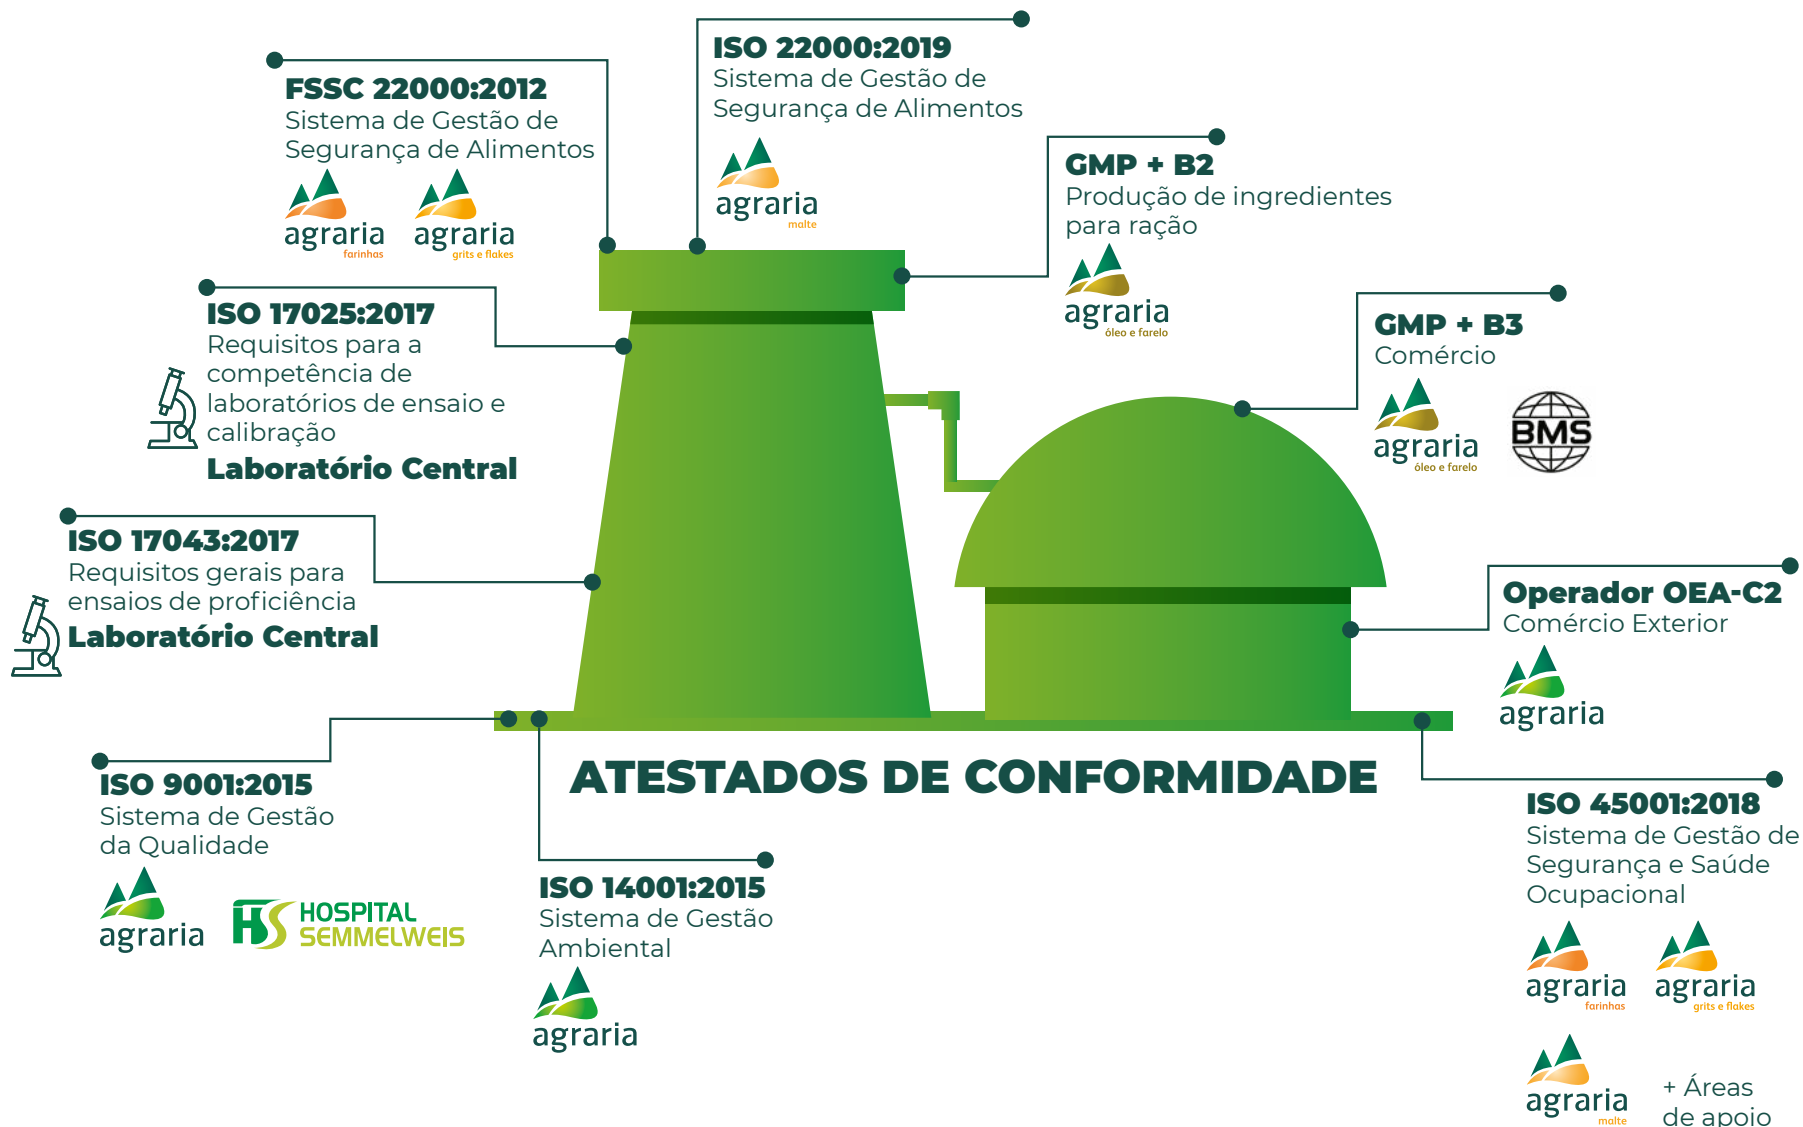 FSSC 22000:2012
Sistema de Gestão de
Segurança de Alimentos
agraria
farinhas
agraria
grits e flakes
ISO 22000:2019
Sistema de Gestão de
Segurança de Alimentos
agraria
malte
GMP + B2
Produção de ingredientes
para ração
agraria
óleo e farelo
GMP + B3
Comércio
agraria
óleo e farelo
BMS
ISO 17025:2017
Requisitos para a
competência de
laboratórios de ensaio e
calibração
Laboratório Central
ISO 17043:2017
Requisitos gerais para
ensaios de proficiência
Laboratório Central
Operador OEA-C2
Comércio Exterior
agraria
ATESTADOS DE CONFORMIDADE
ISO 9001:2015
Sistema de Gestão
da Qualidade
agraria
HS HOSPITAL
SEMMELWEIS
ISO 14001:2015
Sistema de Gestão
Ambiental
agraria
ISO 45001:2018
Sistema de Gestão de
Segurança e Saúde
Ocupacional
agraria
farinhas
agraria
grits e flakes
agraria
malte
+ Áreas
de apoio